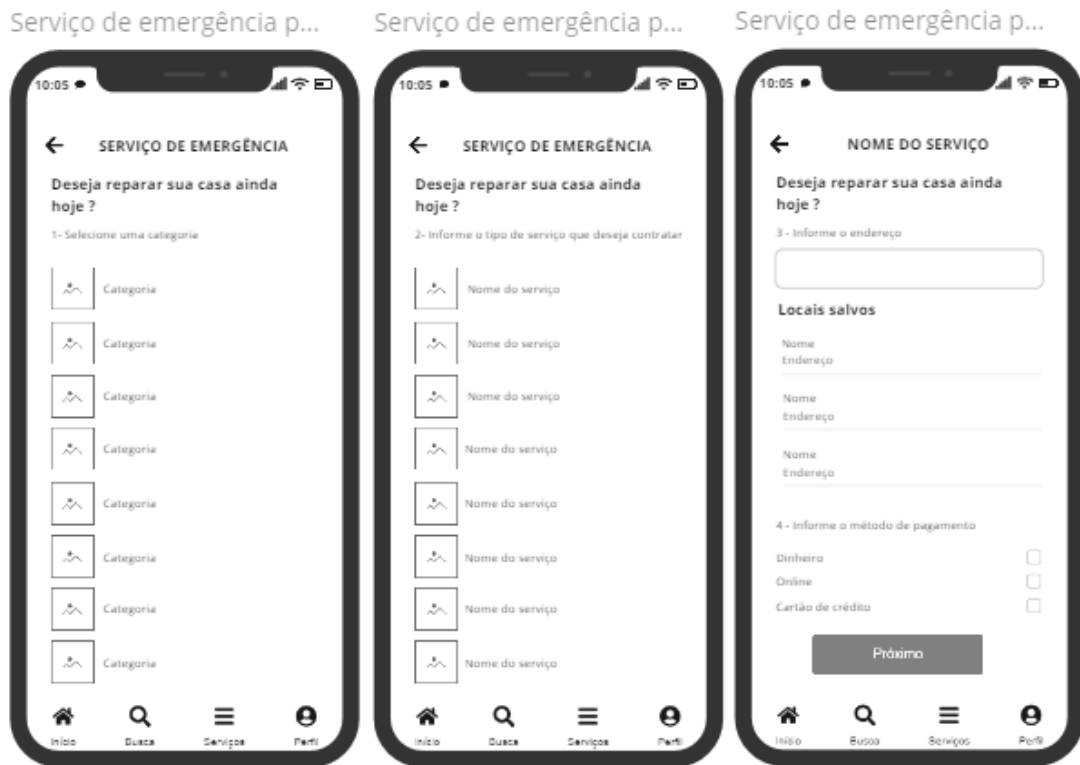 Serviço de emergência p...
10:05
SERVIÇO DE EMERGÊNCIA
Deseja reparar sua casa ainda
hoje ?
1- Selecione uma categoria
Categoria
Categoria
Categoria
Categoria
Categoria
Categoria
Categoria
Categoria
Início
Busca
Serviços
Perfil
Serviço de emergência p...
10:05
SERVIÇO DE EMERGÊNCIA
Deseja reparar sua casa ainda
hoje ?
2- Informe o tipo de serviço que deseja contratar
Nome do serviço
Nome do serviço
Nome do serviço
Nome do serviço
Nome do serviço
Nome do serviço
Nome do serviço
Nome do serviço
Início
Busca
Serviços
Perfil
Serviço de emergência p...
10:05
NOME DO SERVIÇO
Deseja reparar sua casa ainda
hoje ?
3 - Informe o endereço
Locais salvos
Nome
Endereço
Nome
Endereço
Nome
Endereço
4 - Informe o método de pagamento
Dinheiro
Online
Cartão de crédito
Próximo
Início
Busca
Serviços
Perfil